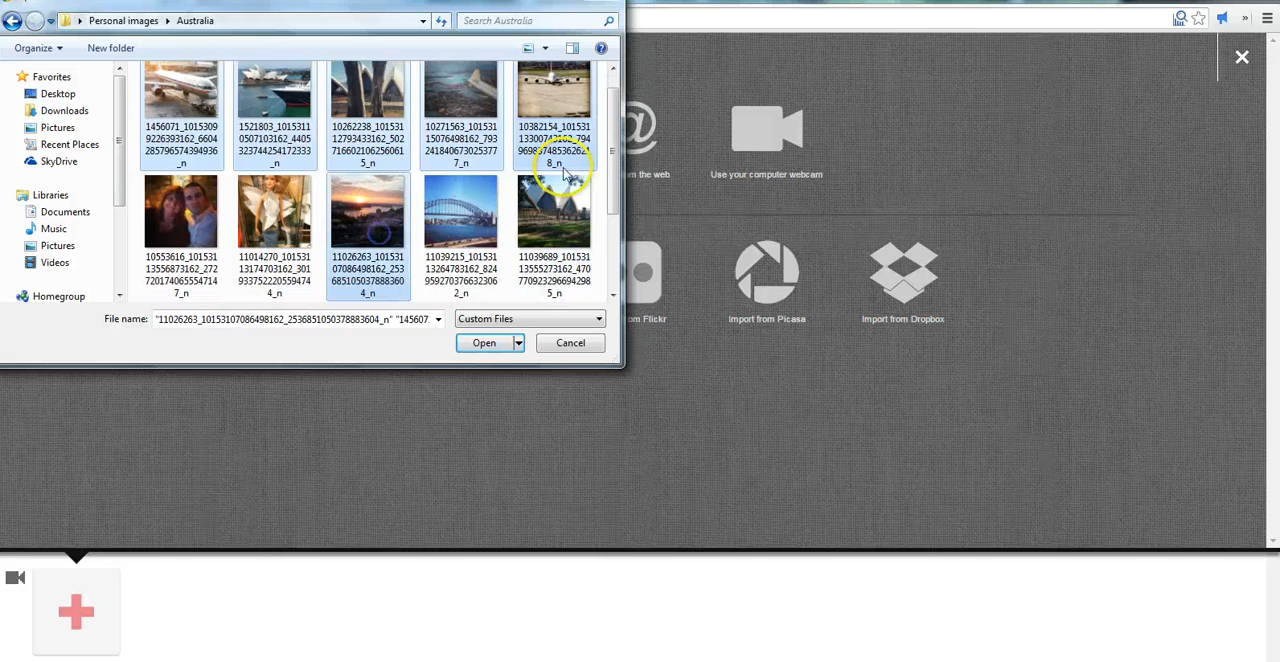 Personal images
Australia
Search Australia
Organize
New folder
Favorites
Desktop
Downloads
Pictures
Recent Places
SkyDrive
Libraries
Documents
Music
Pictures
Videos
Homegroup
1456071_1015309
9226393162_6604
285796574394936
_n
1521803_1015311
0507103162_4405
323744254172333
_n
10262238_101531
12793433162_502
716602106256061
5_n
10271563_101531
15076498162_793
241840673025377
7_n
10382154_101531
8_n
10553616_101531
13556873162_272
720174065554714
7_n
11014270_101531
13174703162_301
933752220559474
4_n
11026263_101531
07086498162_253
685105037888360
4_n
11039215_101531
13264783162_824
959270376632306
2_n
11039689_101531
13555273162_470
770923296694298
5_n
File name:
"11026263_10153107086498162_2536851050378883604_n" "145607.
Custom Files
Open
Cancel
@
m the web
Use your computer webcam
om Flickr
Import from Picasa
Import from Dropbox